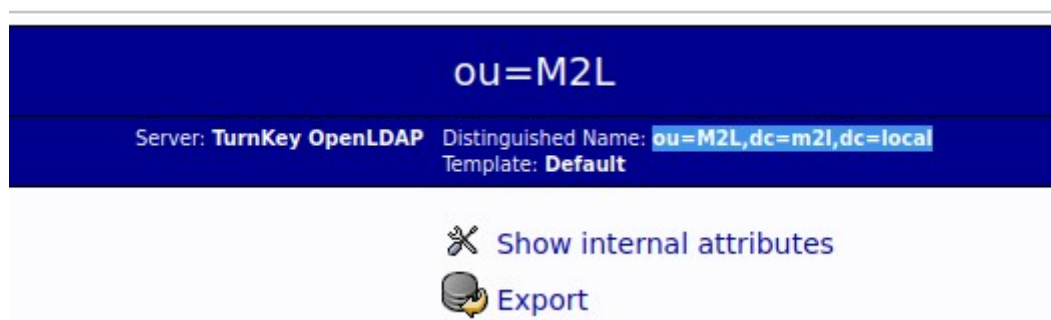 ou=M2L
Server: TurnKey OpenLDAP Distinguished Name: ou=M2L,dc=m2l,dc=local
Template: Default
Show internal attributes
Export